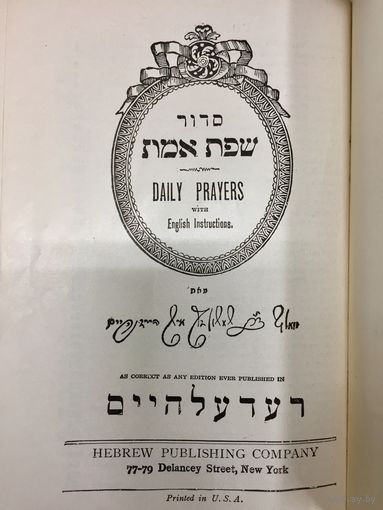 סדור
שפת אמת
DAILY PRAYERS
WITH
English Instructions.
AS CORRECT AS ANY EDITION EVER PUBLISHED IN
רעדעלהיים
HEBREW PUBLISHING COMPANY
77-79 Delancey Street, New York
Printed in U. S. A.